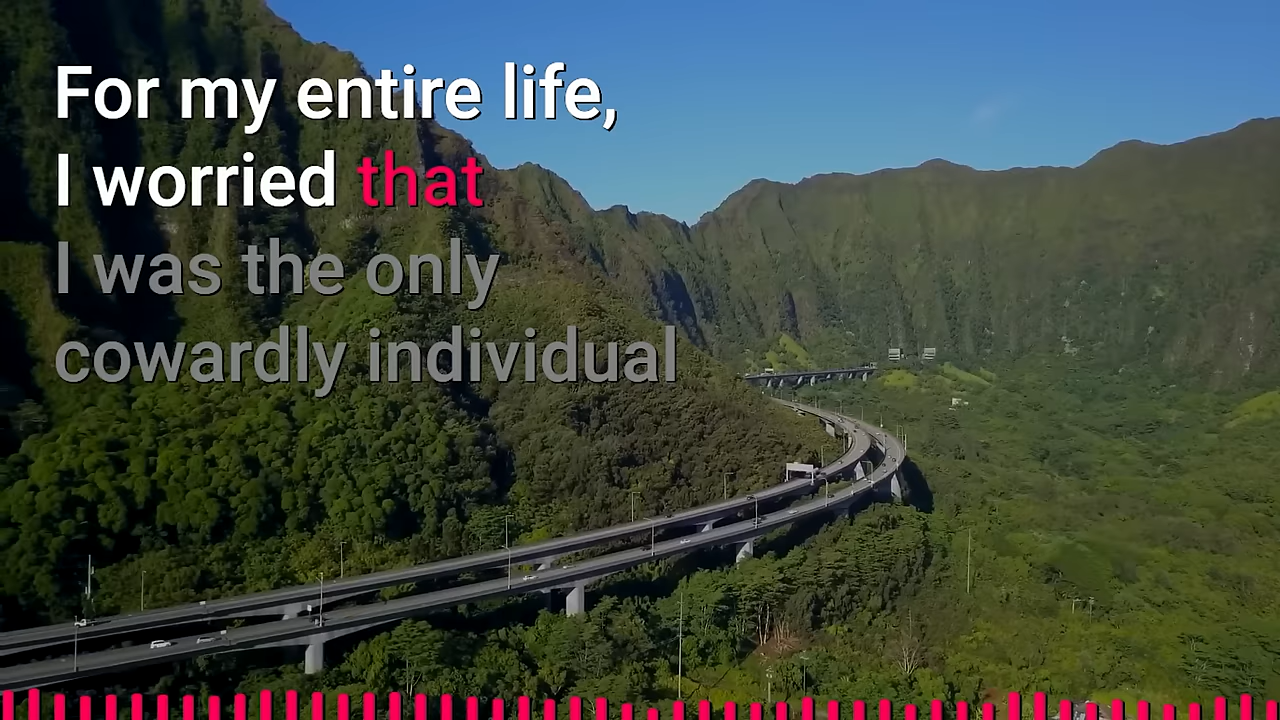 For my entire life,
I worried that
I was the only
cowardly individual